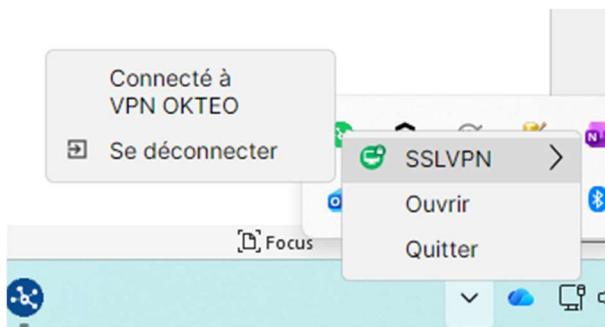 Connecté à
VPN OKTEO
Se déconnecter
SSLVPN
Ouvrir
Quitter
Focus